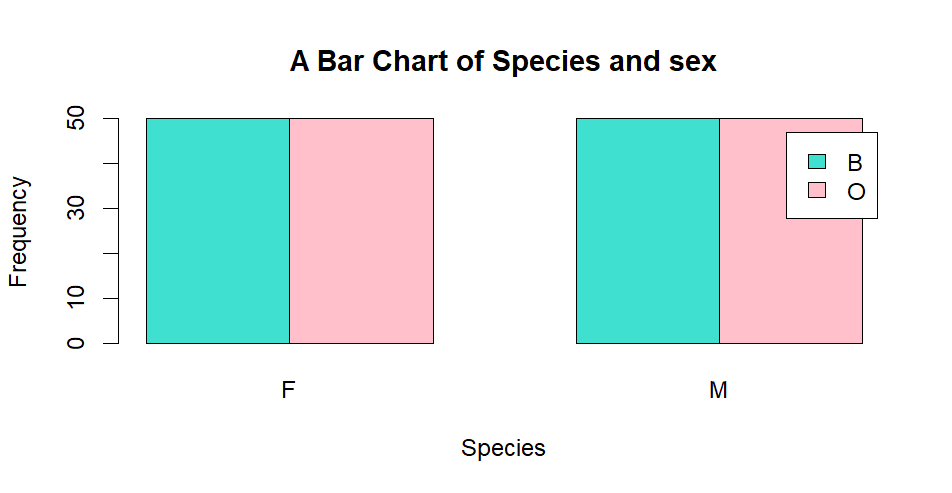 A Bar Chart of Species and sex
Frequency
50
30
10
0
B
O
F
M
Species